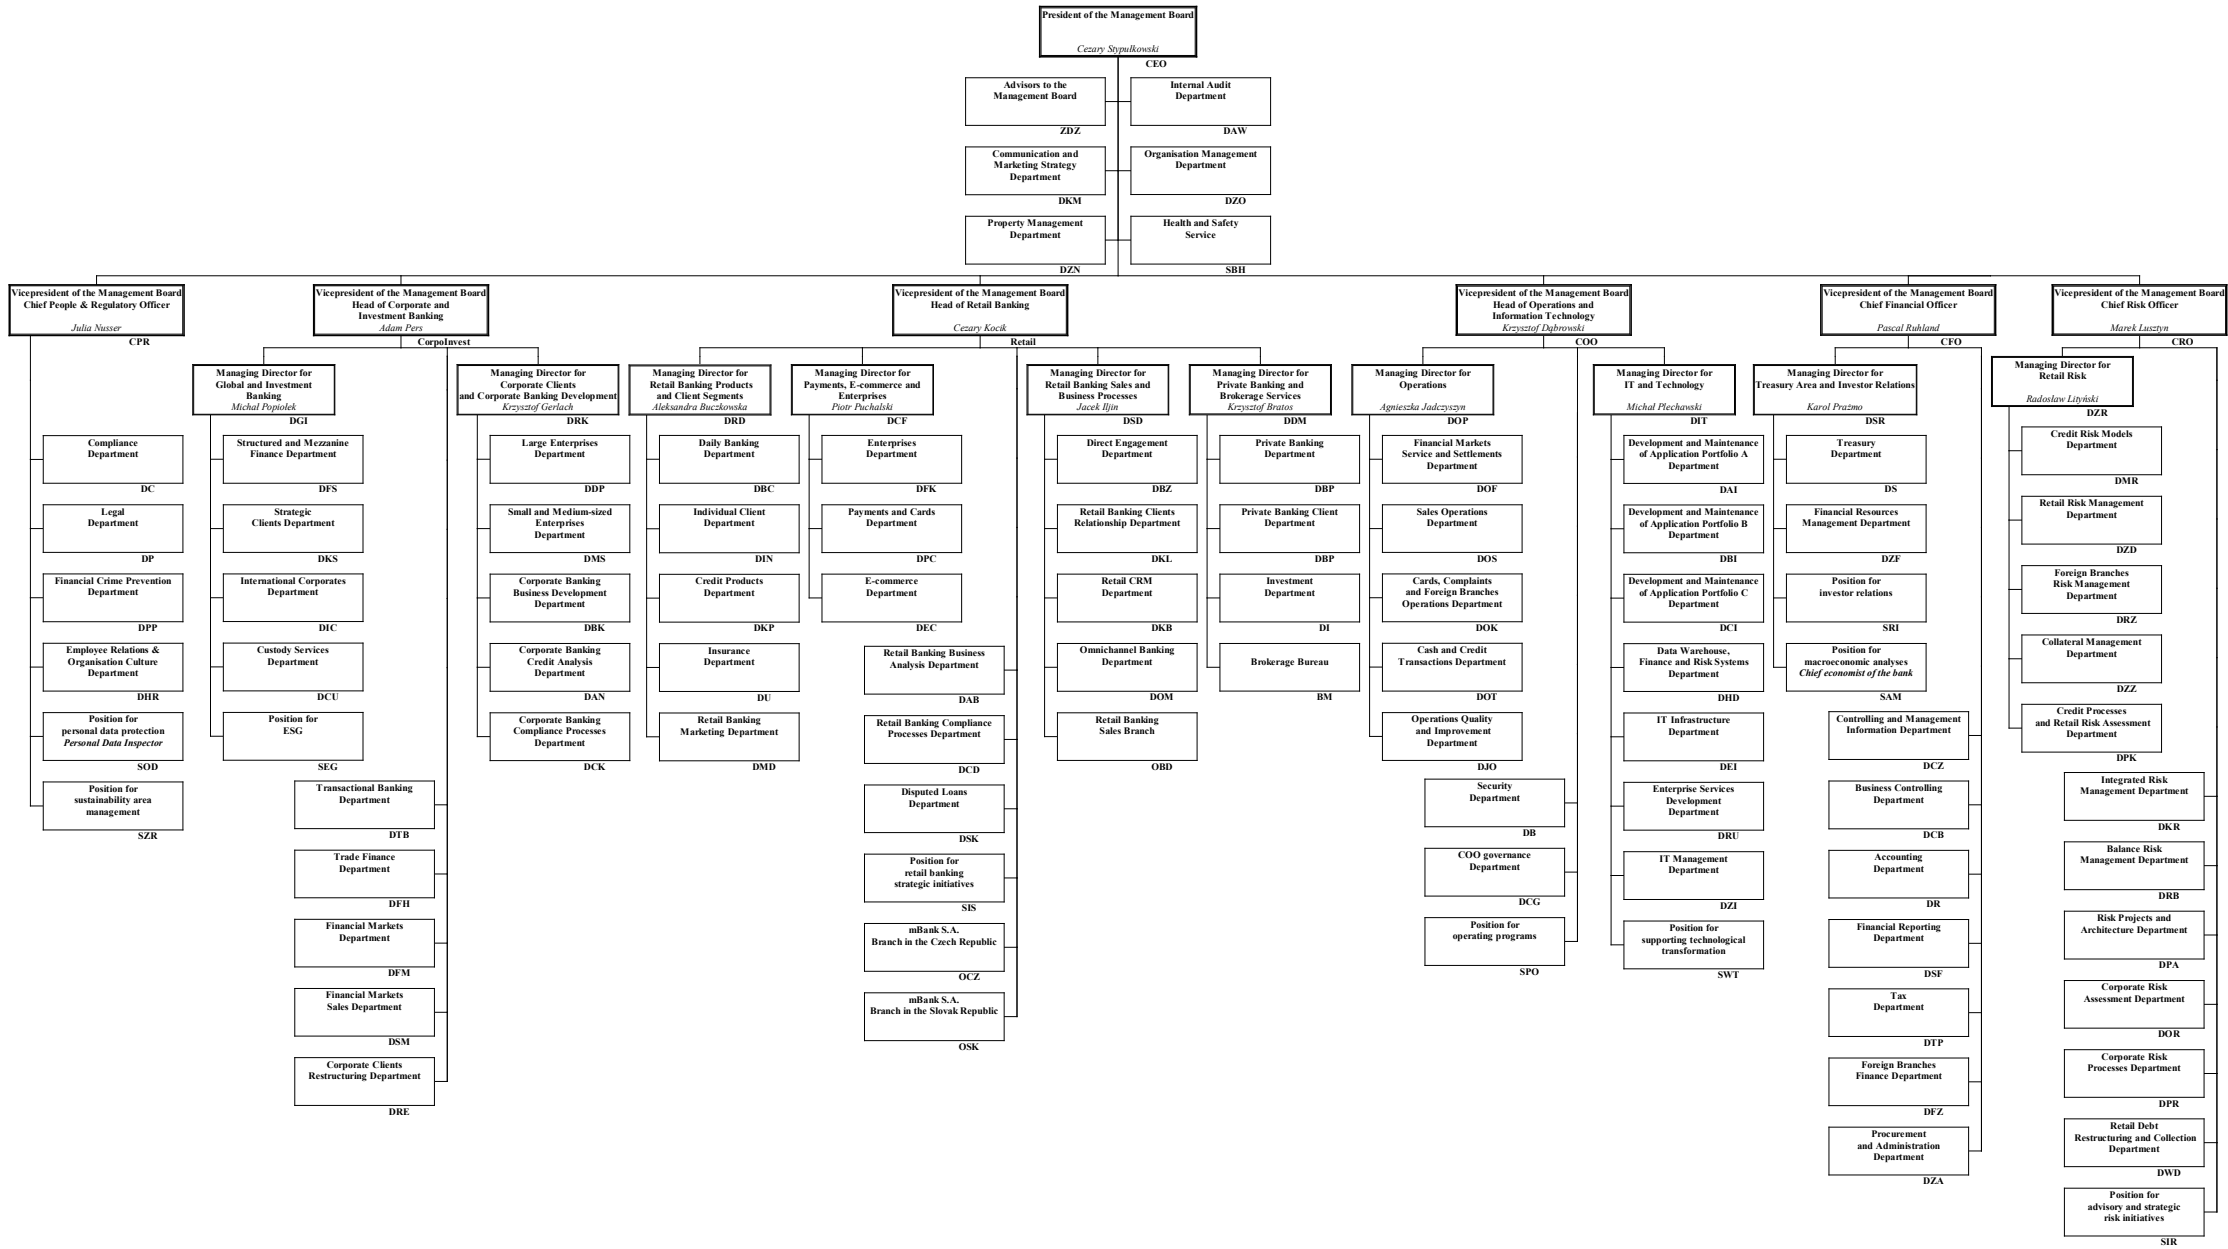 President of the Management Board
Cezary Stypułkowski
CEO
Advisors to the
Management Board
ZDZ
Internal Audit
Department
DAW
Communication and
Marketing Strategy
Department
DKM
Organisation Management
Department
DZO
Property Management
Department
DZN
Health and Safety
Service
SBH
Vicepresident of the Management Board
Chief People & Regulatory Officer
Julia Nusser
CPR
Compliance
Department
DC
Legal
Department
DP
Financial Crime Prevention
Department
DPP
Employee Relations &
Organisation Culture
Department
DHR
Position for
personal data protection
Personal Data Inspector
SOD
Position for
sustainability area
management
SZR
Vicepresident of the Management Board
Head of Corporate and
Investment Banking
Adam Pers
CorpoInvest
Managing Director for
Global and Investment
Banking
Michał Popiołek
DGI
Structured and Mezzanine
Finance Department
DFS
Strategic
Clients Department
DKS
International Corporates
Department
DIC
Custody Services
Department
DCU
Position for
ESG
SEG
Transactional Banking
Department
DTB
Trade Finance
Department
DFH
Financial Markets
Department
DFM
Financial Markets
Sales Department
DSM
Corporate Clients
Restructuring Department
DRE
Managing Director for
Corporate Clients
and Corporate Banking Development
Krzysztof Gerlach
DRK
Large Enterprises
Department
DDP
Small and Medium-sized
Enterprises
Department
DMS
Corporate Banking
Business Development
Department
DBK
Corporate Banking
Credit Analysis
Department
DAN
Corporate Banking
Compliance Processes
Department
DCK
Vicepresident of the Management Board
Head of Retail Banking
Cezary Kocik
Retail
Managing Director for
Retail Banking Products
and Client Segments
Aleksandra Buczkowska
DRD
Daily Banking
Department
DBC
Individual Client
Department
DIN
Credit Products
Department
DKP
Insurance
Department
DU
Retail Banking
Marketing Department
DMD
Managing Director for
Payments, E-commerce and
Enterprises
Piotr Puchalski
DCF
Enterprises
Department
DFK
Payments and Cards
Department
DPC
E-commerce
Department
DEC
Retail Banking Business
Analysis Department
DAB
Retail Banking Compliance
Processes Department
DCD
Disputed Loans
Department
DSK
Position for
retail banking
strategic initiatives
SIS
mBank S.A.
Branch in the Czech Republic
OCZ
mBank S.A.
Branch in the Slovak Republic
OSK
Managing Director for
Retail Banking Sales and
Business Processes
Jacek Iljin
DSD
Direct Engagement
Department
DBZ
Retail Banking Clients
Relationship Department
DKL
Retail CRM
Department
DKB
Omnichannel Banking
Department
DOM
Retail Banking
Sales Branch
OBD
Managing Director for
Private Banking and
Brokerage Services
Krzysztof Bratos
DDM
Private Banking
Department
DBP
Private Banking Client
Department
DBP
Investment
Department
DI
Brokerage Bureau
BM
Vicepresident of the Management Board
Head of Operations and
Information Technology
Krzysztof Dąbrowski
COO
Managing Director for
Operations
Agnieszka Jadczyszyn
DOP
Financial Markets
Service and Settlements
Department
DOF
Sales Operations
Department
DOS
Cards, Complaints
and Foreign Branches
Operations Department
DOK
Cash and Credit
Transactions Department
DOT
Operations Quality
and Improvement
Department
DJO
Security
Department
DB
COO governance
Department
DCG
Position for
operating programs
SPO
Managing Director for
IT and Technology
Michał Plechawski
DIT
Development and Maintenance
of Application Portfolio A
Department
DAI
Development and Maintenance
of Application Portfolio B
Department
DBI
Development and Maintenance
of Application Portfolio C
Department
DCI
Data Warehouse,
Finance and Risk Systems
Department
DHD
IT Infrastructure
Department
DEI
Enterprise Services
Development
Department
DRU
IT Management
Department
DZI
Position for
supporting technological
transformation
SWT
Vicepresident of the Management Board
Chief Financial Officer
Pascal Ruhland
CFO
Managing Director for
Treasury Area and Investor Relations
Karol Prażmo
DSR
Treasury
Department
DS
Financial Resources
Management Department
DZF
Position for
investor relations
SRI
Position for
macroeconomic analyses
Chief economist of the bank
SAM
Controlling and Management
Information Department
DCZ
Business Controlling
Department
DCB
Accounting
Department
DR
Financial Reporting
Department
DSF
Tax
Department
DTP
Foreign Branches
Finance Department
DFZ
Procurement
and Administration
Department
DZA
Vicepresident of the Management Board
Chief Risk Officer
Marek Lusztyn
CRO
Managing Director for
Retail Risk
Radosław Lityński
DZR
Credit Risk Models
Department
DMR
Retail Risk Management
Department
DZD
Foreign Branches
Risk Management
Department
DRZ
Collateral Management
Department
DZZ
Credit Processes
and Retail Risk Assessment
Department
DPK
Integrated Risk
Management Department
DKR
Balance Risk
Management Department
DRB
Risk Projects and
Architecture Department
DPA
Corporate Risk
Assessment Department
DOR
Corporate Risk
Processes Department
DPR
Retail Debt
Restructuring and Collection
Department
DWD
Position for
advisory and strategic
risk initiatives
SIR